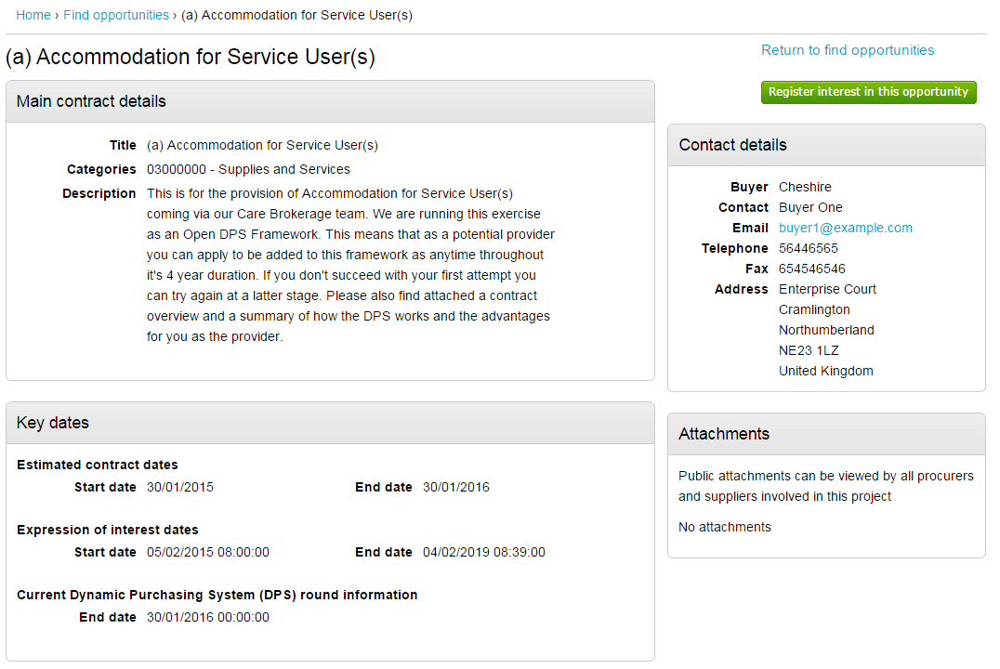 Home › Find opportunities › (a) Accommodation for Service User(s)
(a) Accommodation for Service User(s)
Return to find opportunities
Register interest in this opportunity
Main contract details
Title (a) Accommodation for Service User(s)
Categories 03000000 - Supplies and Services
Description This is for the provision of Accommodation for Service User(s)
coming via our Care Brokerage team. We are running this exercise
as an Open DPS Framework. This means that as a potential provider
you can apply to be added to this framework as anytime throughout
it's 4 year duration. If you don't succeed with your first attempt you
can try again at a latter stage. Please also find attached a contract
overview and a summary of how the DPS works and the advantages
for you as the provider.
Key dates
Estimated contract dates
Start date 30/01/2015 End date 30/01/2016
Expression of interest dates
Start date 05/02/2015 08:00:00 End date 04/02/2019 08:39:00
Current Dynamic Purchasing System (DPS) round information
End date 30/01/2016 00:00:00
Contact details
Buyer Cheshire
Contact Buyer One
Email buyer1@example.com
Telephone 56446565
Fax 654546546
Address Enterprise Court
Cramlington
Northumberland
NE23 1LZ
United Kingdom
Attachments
Public attachments can be viewed by all procurers
and suppliers involved in this project
No attachments